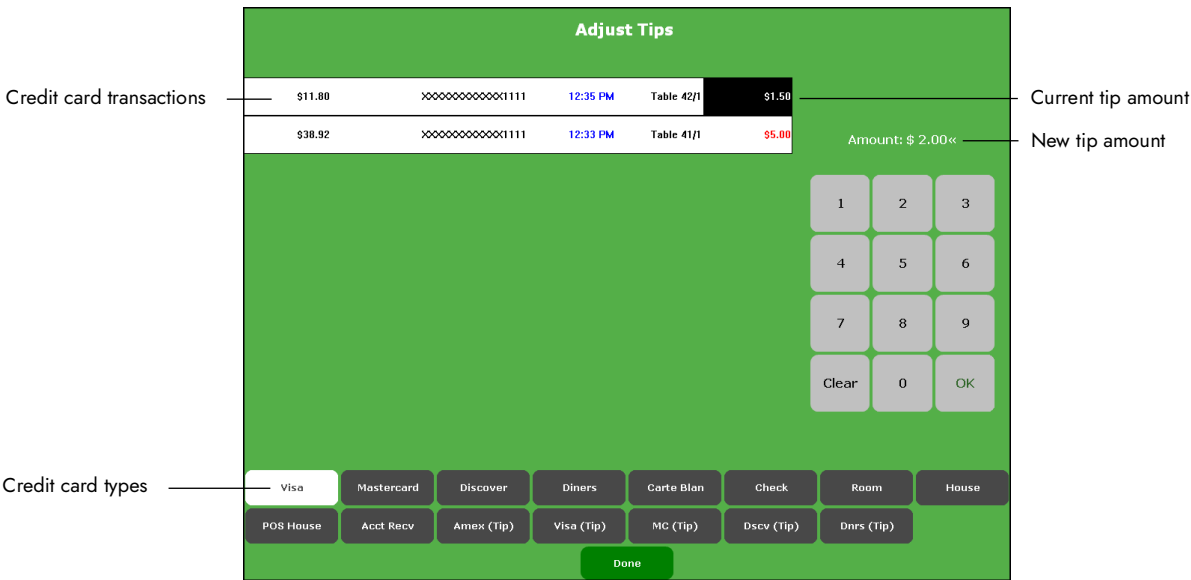 Adjust Tips
Credit card transactions
$11.80 XXXXXXXXXXXX1111 12:35 PM Table 42/1 $1.50
Current tip amount
$38.92 XXXXXXXXXXXX1111 12:33 PM Table 41/1 $5.00
Amount: $ 2.00«
New tip amount
1 2 3
4 5 6
7 8 9
Clear 0 OK
Credit card types
Visa Mastercard Discover Diners Carte Blan Check Room House
POS House Acct Recv Amex (Tip) Visa (Tip) MC (Tip) Dscv (Tip) Dnrs (Tip)
Done